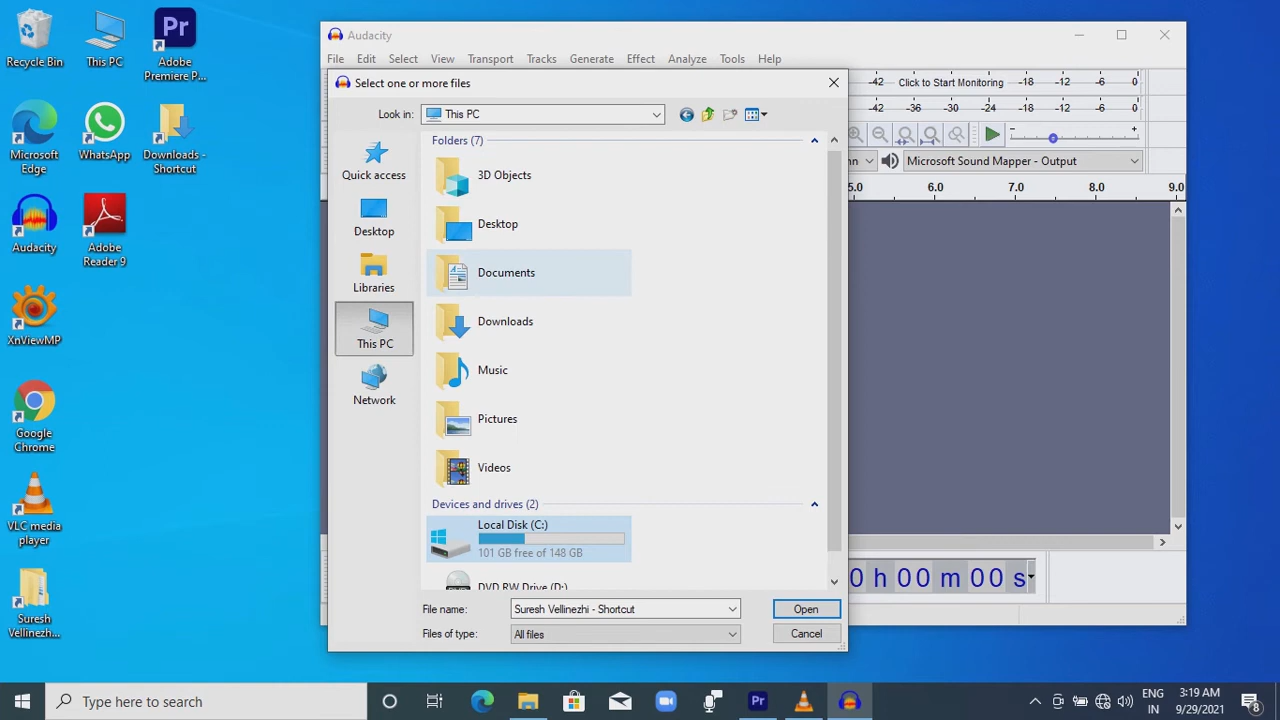 Recycle Bin
This PC
Adobe
Premiere P...
Microsoft
Edge
WhatsApp
Downloads -
Shortcut
Audacity
Adobe
Reader 9
XnViewMP
Google
Chrome
VLC media
player
Suresh
Vellinezhi...
Audacity
File Edit Select View Transport Tracks Generate Effect Analyze Tools Help
Select one or more files
Look in: This PC
Quick access
Desktop
Libraries
This PC
Network
Folders (7)
3D Objects
Desktop
Documents
Downloads
Music
Pictures
Videos
Devices and drives (2)
Local Disk (C:)
101 GB free of 148 GB
DVD RW Drive (D:)
File name: Suresh Vellinezhi - Shortcut Open
Files of type: All files Cancel
-42 Click to Start Monitoring -18 -12 -6 0
-42 -36 -30 -24 -18 -12 -6 0
Microsoft Sound Mapper - Output
5.0 6.0 7.0 8.0 9.0
0 h 0 0 m 0 0 s
Type here to search
ENG
IN
3:19 AM
9/29/2021
8